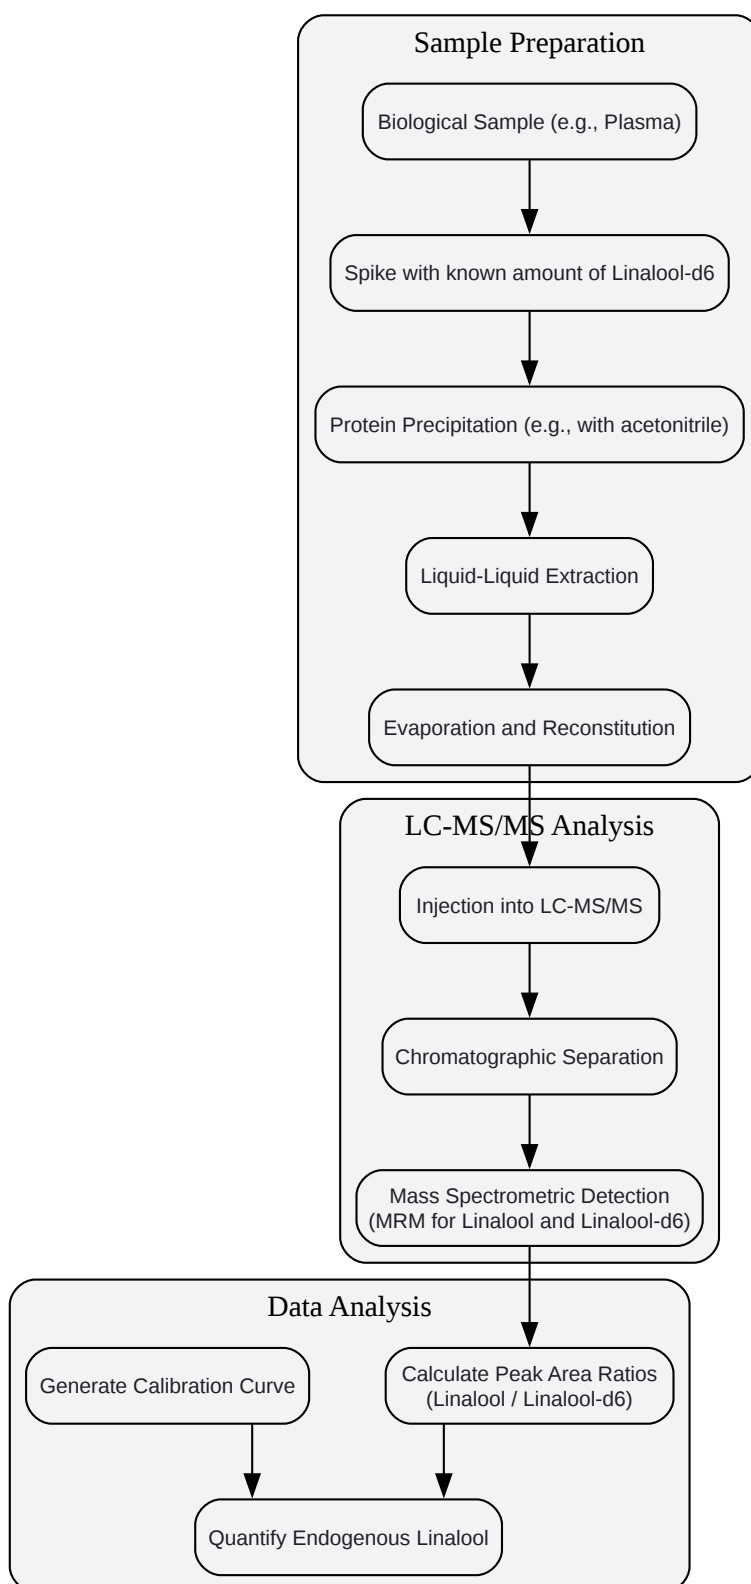 Sample Preparation
Biological Sample (e.g., Plasma)
Spike with known amount of Linalool-d6
Protein Precipitation (e.g., with acetonitrile)
Liquid-Liquid Extraction
Evaporation and Reconstitution
LC-MS/MS Analysis
Injection into LC-MS/MS
Chromatographic Separation
Mass Spectrometric Detection
(MRM for Linalool and Linalool-d6)
Data Analysis
Generate Calibration Curve
Calculate Peak Area Ratios
(Linalool / Linalool-d6)
Quantify Endogenous Linalool